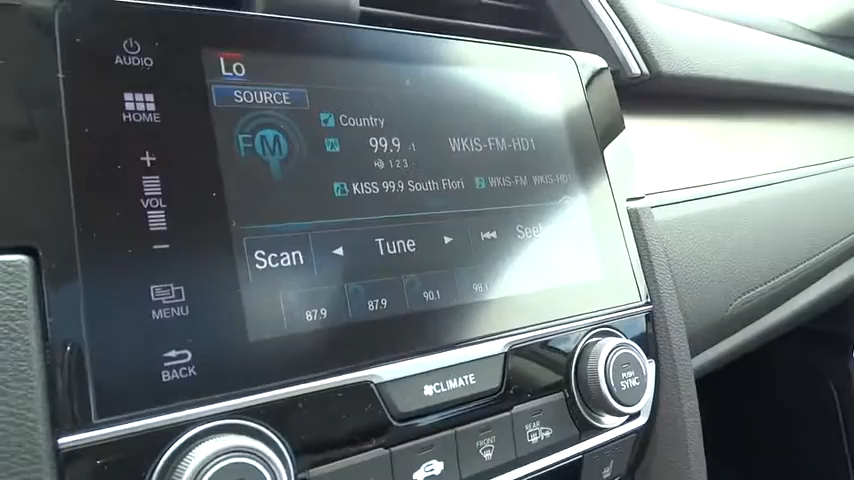 AUDIO
HOME
+
VOL
-
MENU
BACK
Lo
SOURCE
FM
Country
99.9-1
WKIS-FM-HD1
HD 1 2 3
KISS 99.9 South Flori
WKIS-FM WKIS-H
Scan
Tune
Seek
87.9
87.9
90.1
98.1
CLIMATE
FRONT
REAR
PUSH
SYNC